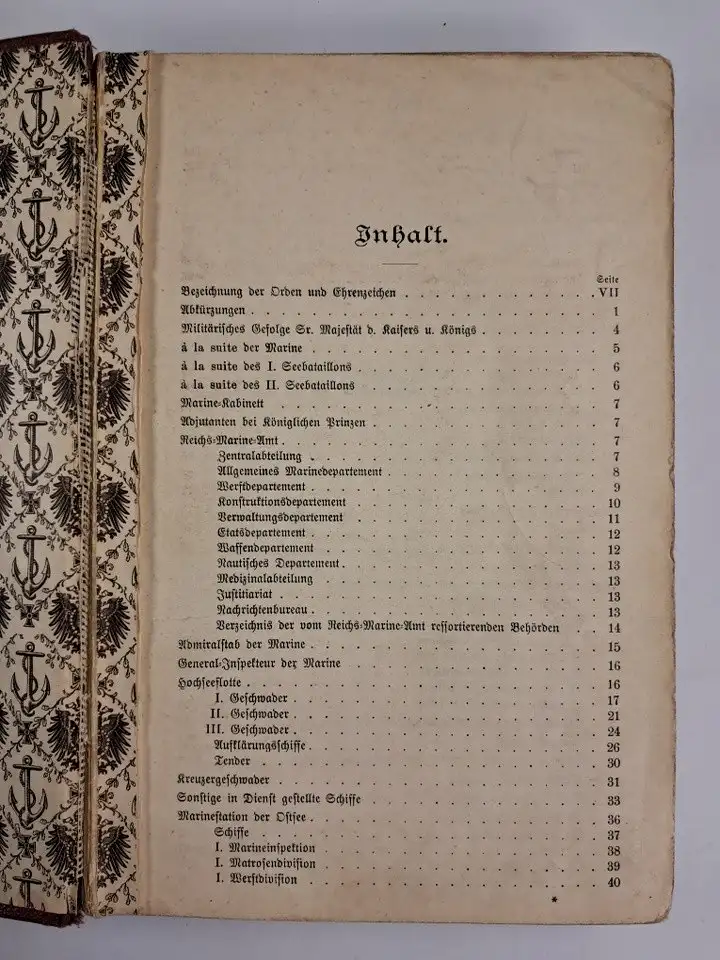 Inhalt.
Seite
Bezeichnung der Orden und Ehrenzeichen . . . . . . . . . . . . VII
Abkürzungen . . . . . . . . . . . . 1
Militärisches Gefolge Sr. Majestät d. Kaisers u. Königs . . . . . . . . 4
à la suite der Marine . . . . . . . . . . . . 5
à la suite des I. Seebataillons . . . . . . . . . . . . 6
à la suite des II. Seebataillons . . . . . . . . . . . . 6
Marine-Kabinett . . . . . . . . . . . . 7
Adjutanten bei Königlichen Prinzen . . . . . . . . . . . . 7
Reichs-Marine-Amt . . . . . . . . . . . . 7
Zentralabteilung . . . . . . . . . . . . 7
Allgemeines Marinedepartement . . . . . . . . . . . . 8
Werftdepartement . . . . . . . . . . . . 9
Konstruktionsdepartement . . . . . . . . . . . . 10
Verwaltungsdepartement . . . . . . . . . . . . 11
Etatsdepartement . . . . . . . . . . . . 12
Waffendepartement . . . . . . . . . . . . 12
Nautisches Departement . . . . . . . . . . . . 13
Medizinalabteilung . . . . . . . . . . . . 13
Justitiariat . . . . . . . . . . . . 13
Nachrichtenbureau . . . . . . . . . . . . 13
Verzeichnis der vom Reichs-Marine-Amt ressortierenden Behörden . . 14
Admiralstab der Marine . . . . . . . . . . . . 15
General-Inspekteur der Marine . . . . . . . . . . . . 16
Hochseeflotte . . . . . . . . . . . . 16
I. Geschwader . . . . . . . . . . . . 17
II. Geschwader . . . . . . . . . . . . 21
III. Geschwader . . . . . . . . . . . . 24
Aufklärungsschiffe . . . . . . . . . . . . 26
Tender . . . . . . . . . . . . 30
Kreuzergeschwader . . . . . . . . . . . . 31
Sonstige in Dienst gestellte Schiffe . . . . . . . . . . . . 33
Marinestation der Ostsee . . . . . . . . . . . . 36
Schiffe . . . . . . . . . . . . 37
I. Marineinspektion . . . . . . . . . . . . 38
I. Matrosendivision . . . . . . . . . . . . 39
I. Werftdivision . . . . . . . . . . . . 40
*